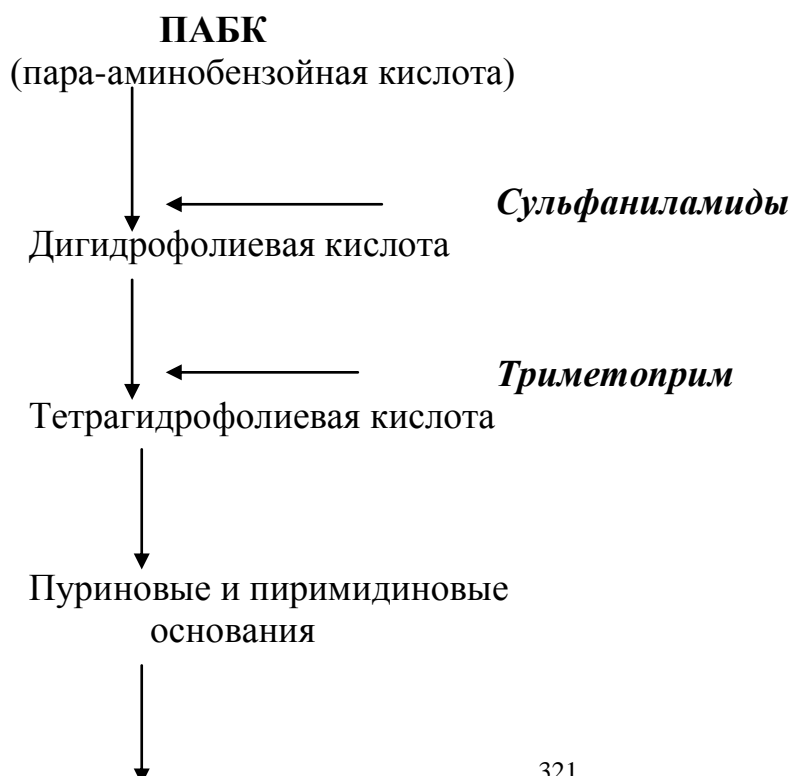 ПАБК
(пара-аминобензойная кислота)
Сульфаниламиды
Дигидрофолиевая кислота
Триметоприм
Тетрагидрофолиевая кислота
Пуриновые и пиримидиновые
основания
321